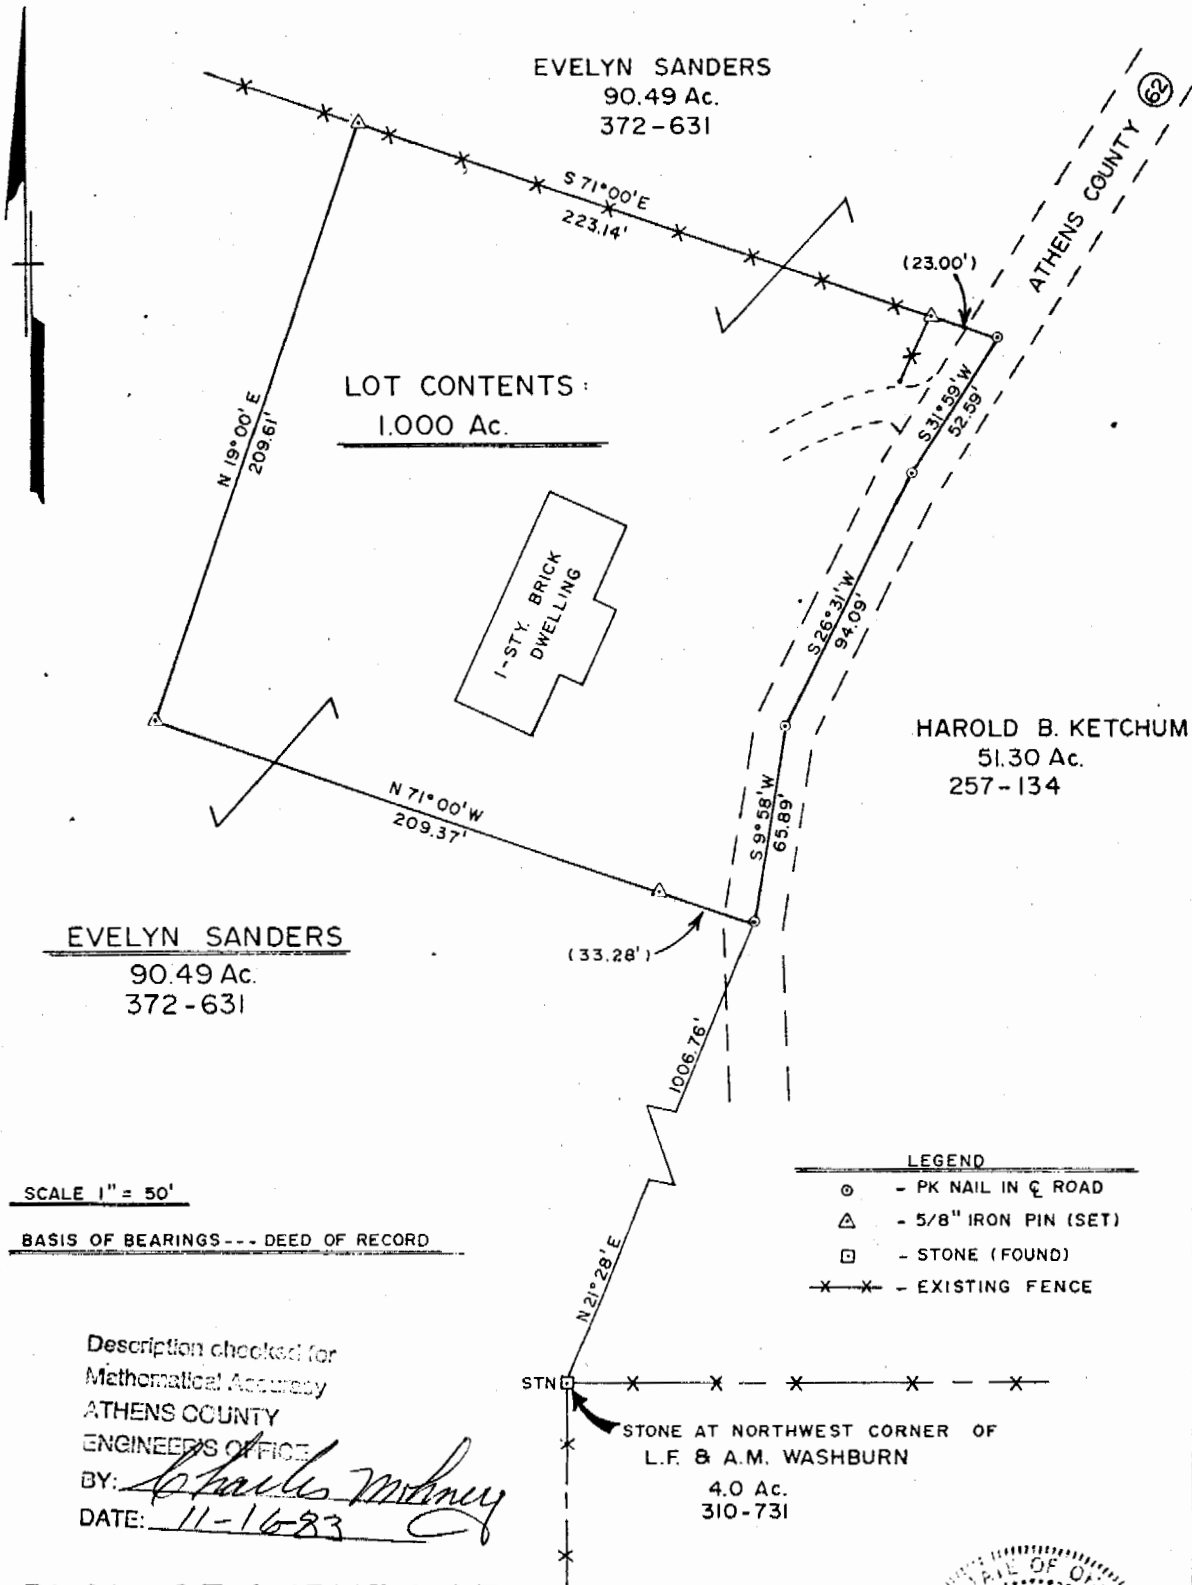 EVELYN SANDERS
90.49 Ac.
372-631
62
ATHENS COUNTY
S 71°00'E
223.14'
(23.00')
LOT CONTENTS:
1.000 Ac.
N 19°00' E
209.61'
S 31°59' W
52.59'
1-STY. BRICK
DWELLING
S 26°31' W
94.09'
HAROLD B. KETCHUM
51.30 Ac.
257-134
N 71°00' W
209.37'
S 9°58' W
65.89'
EVELYN SANDERS
90.49 Ac.
372-631
(33.28')
1006.76'
N 21°28' E
SCALE 1" = 50'
BASIS OF BEARINGS --- DEED OF RECORD
LEGEND
- PK NAIL IN ℄ ROAD
- 5/8" IRON PIN (SET)
- STONE (FOUND)
- EXISTING FENCE
Description checked for
Mathematical Accuracy
ATHENS COUNTY
ENGINEER'S OFFICE
BY: Charles Mohney
DATE: 11-16-83
STN
STONE AT NORTHWEST CORNER OF
L.F. & A.M. WASHBURN
4.0 Ac.
310-731
OF